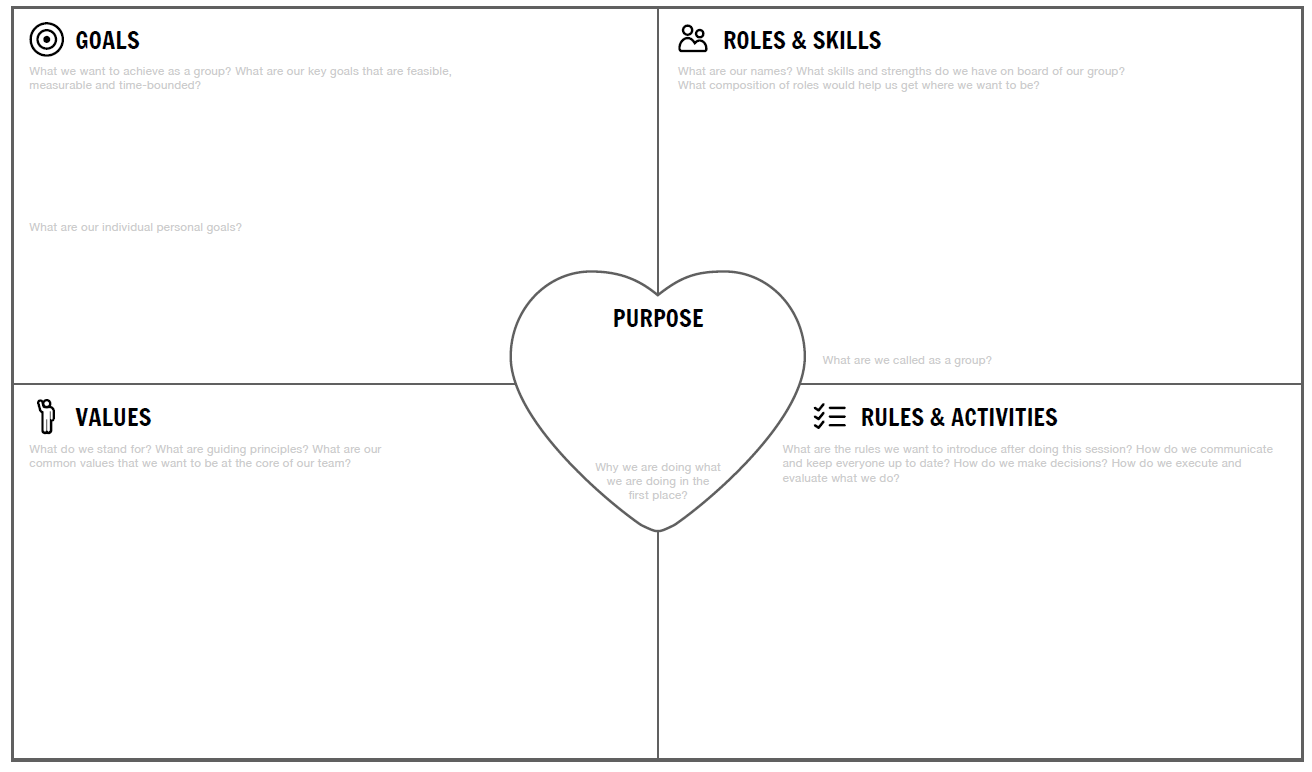 GOALS
What we want to achieve as a group? What are our key goals that are feasible,
measurable and time-bounded?
What are our individual personal goals?
ROLES & SKILLS
What are our names? What skills and strengths do we have on board of our group?
What composition of roles would help us get where we want to be?
What are we called as a group?
PURPOSE
Why we are doing what
we are doing in the
first place?
VALUES
What do we stand for? What are guiding principles? What are our
common values that we want to be at the core of our team?
RULES & ACTIVITIES
What are the rules we want to introduce after doing this session? How do we communicate
and keep everyone up to date? How do we make decisions? How do we execute and
evaluate what we do?